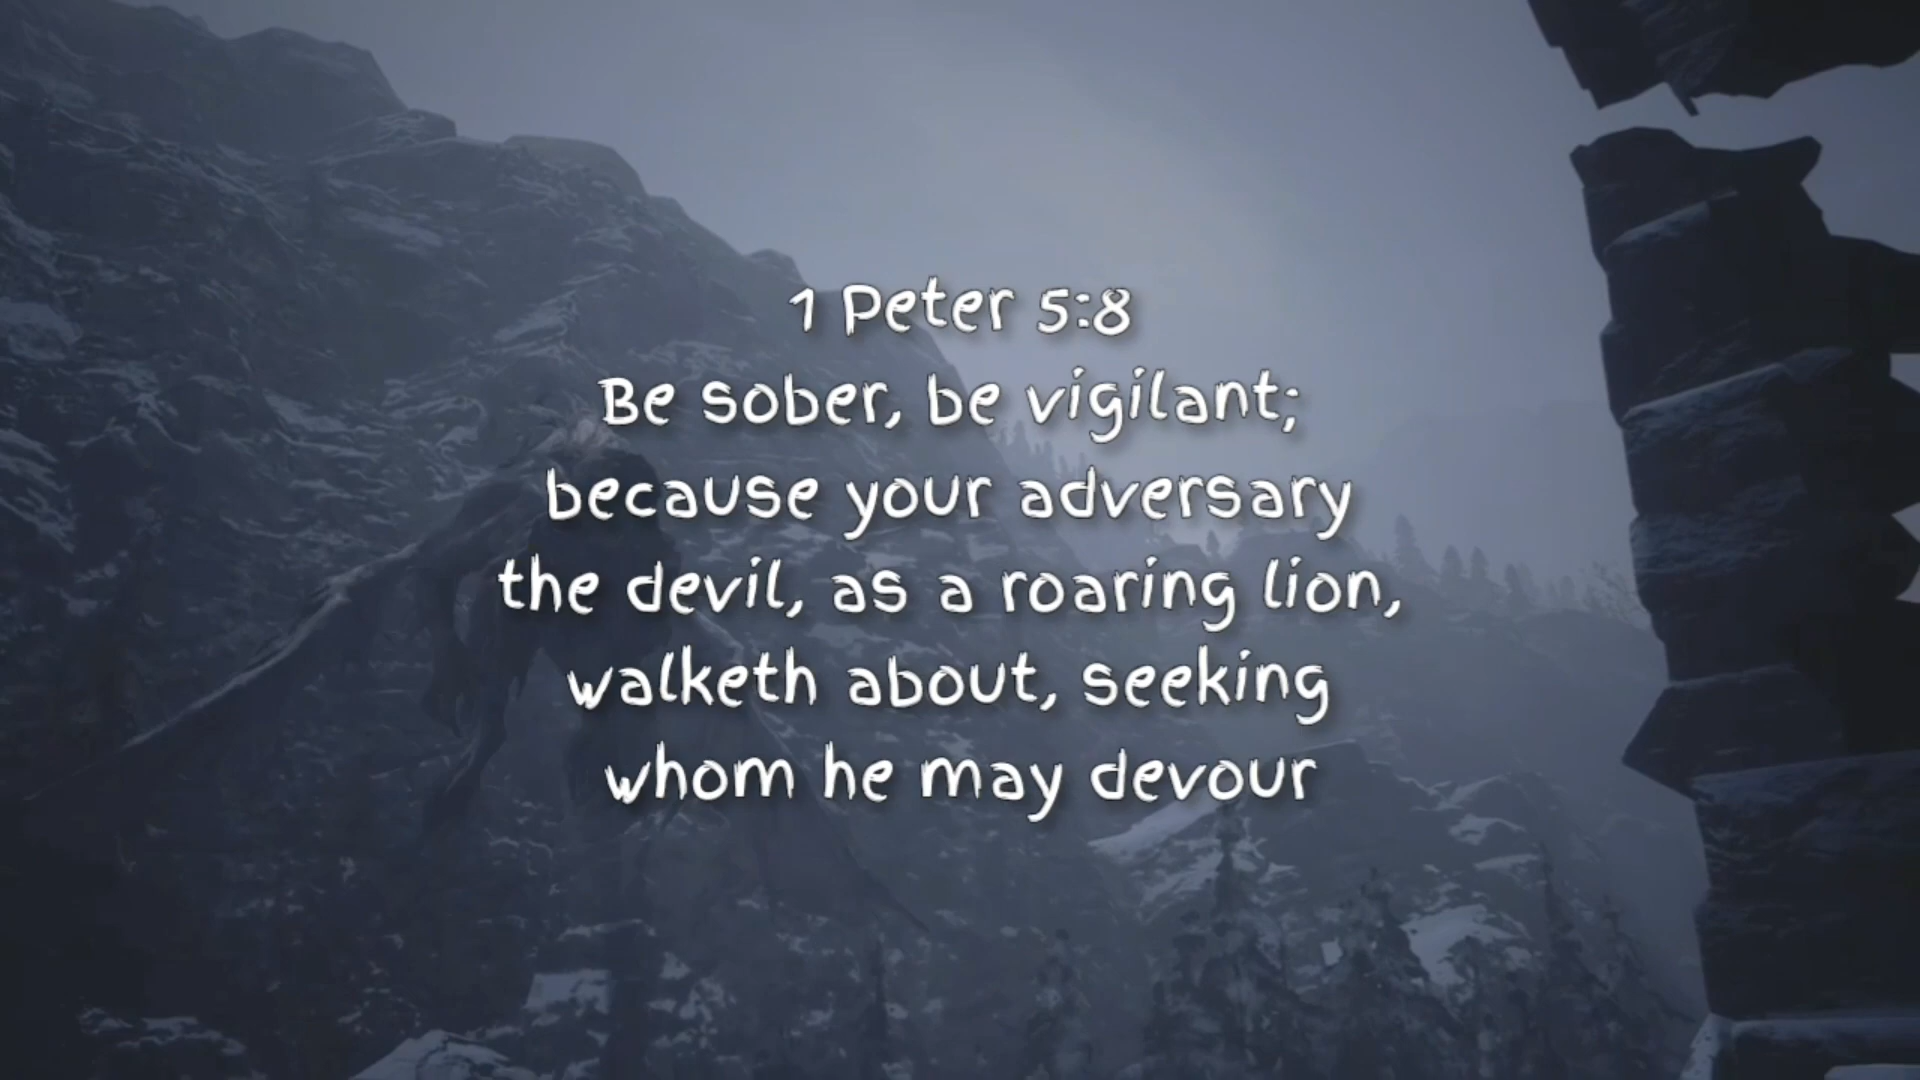 1 Peter 5:8
Be sober, be vigilant;
because your adversary
the devil, as a roaring lion,
walketh about, seeking
whom he may devour